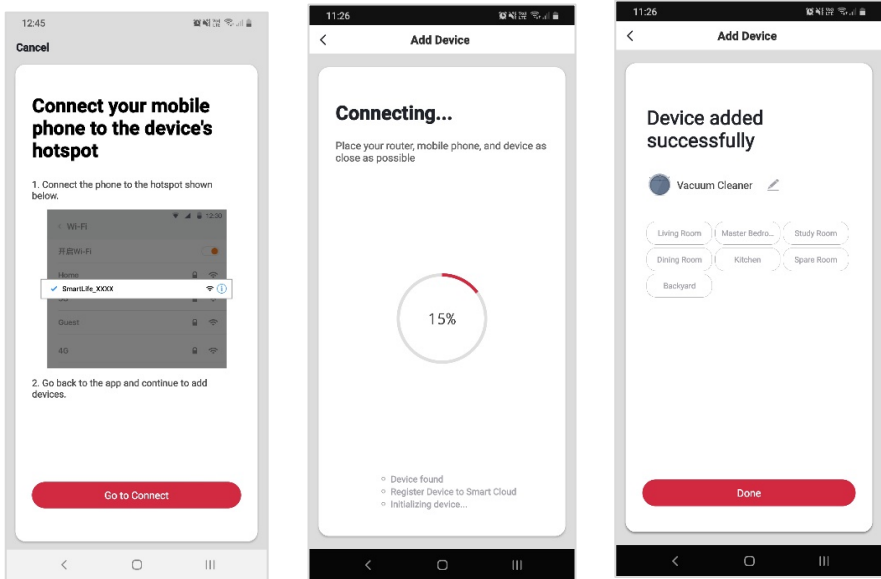 12:45
Cancel
Connect your mobile
phone to the device's
hotspot
1. Connect the phone to the hotspot shown
below.
12:00
< Wi-Fi
开启Wi-Fi
Home
SmartLife_XXXX
5G
Guest
4G
2. Go back to the app and continue to add
devices.
Go to Connect
11:26
Add Device
Connecting...
Place your router, mobile phone, and device as
close as possible
15%
Device found
Register Device to Smart Cloud
Initializing device...
11:26
Add Device
Device added
successfully
Vacuum Cleaner
Living Room Master Bedro... Study Room
Dining Room Kitchen Spare Room
Backyard
Done